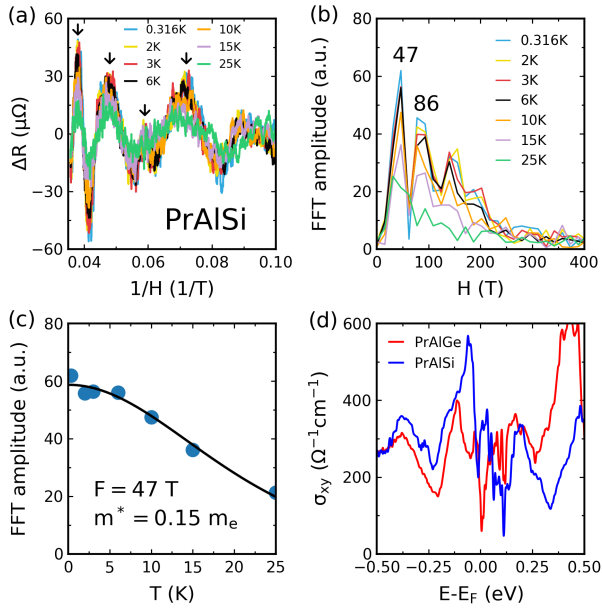 (a)
0.316K
2K
3K
6K
10K
15K
25K
60
30
0
−30
−60
ΔR (μΩ)
PrAlSi
0.04
0.06
0.08
0.10
1/H (1/T)
(b)
47
86
0.316K
2K
3K
6K
10K
15K
25K
80
60
40
20
0
FFT amplitude (a.u.)
0
100
200
300
400
H (T)
(c)
80
60
40
20
0
FFT amplitude (a.u.)
F = 47 T
m* = 0.15 mₑ
0
5
10
15
20
25
T (K)
(d)
PrAlGe
PrAlSi
600
400
200
0
σxy (Ω⁻¹cm⁻¹)
−0.50
−0.25
0.00
0.25
0.50
E-E_F (eV)